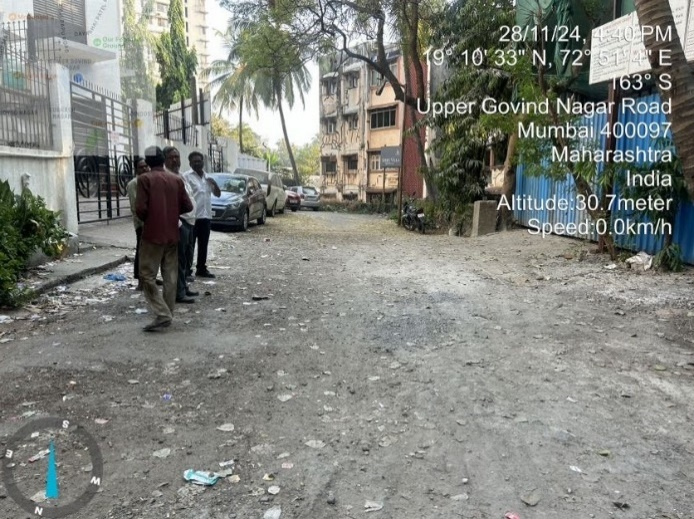 28/11/24, 4:40 PM
19° 10' 33" N, 72° 51' 4" E
163° S
Upper Govind Nagar Road
Mumbai 400097
Maharashtra
India
Altitude:30.7meter
Speed:0.0km/h
S
E
W
N